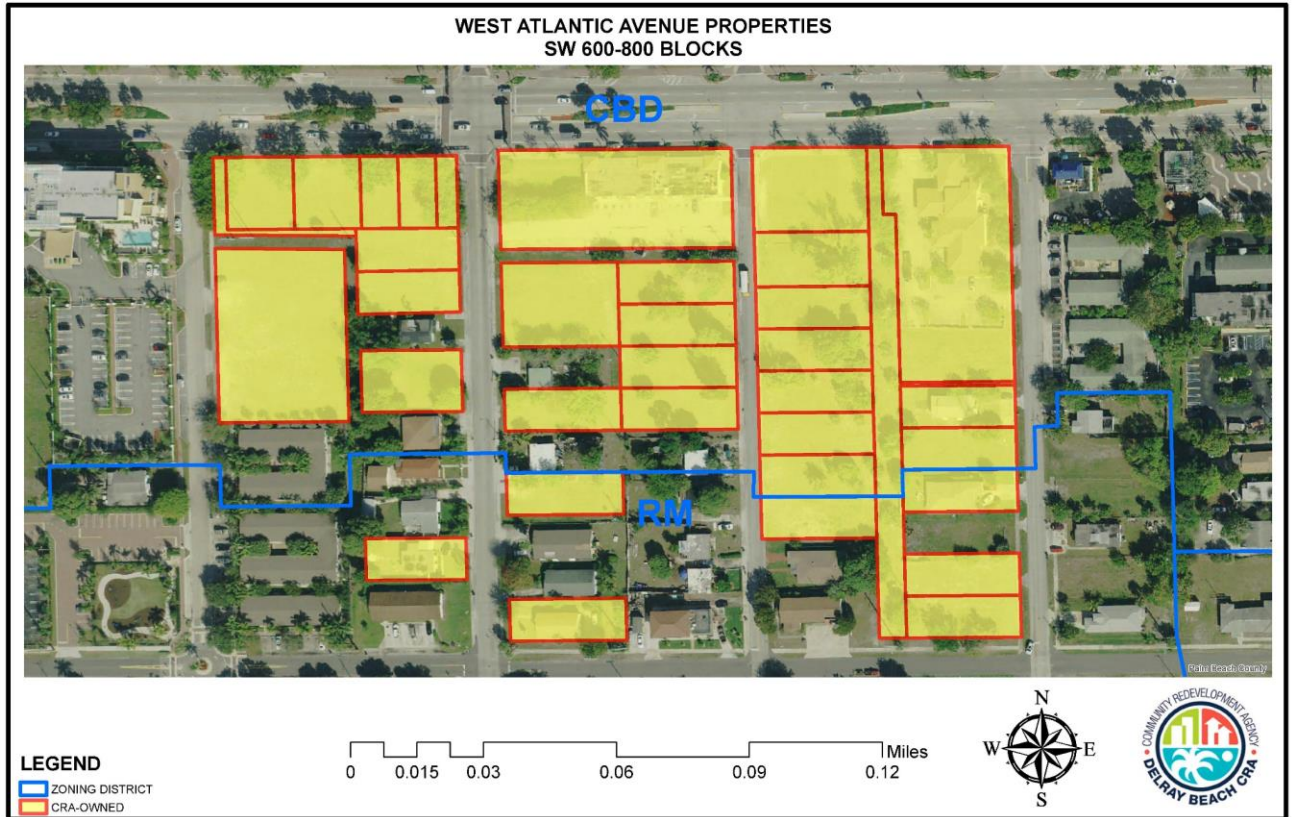 WEST ATLANTIC AVENUE PROPERTIES
SW 600-800 BLOCKS
CBD
RM
Palm Beach County
LEGEND
ZONING DISTRICT
CRA-OWNED
0 0.015 0.03 0.06 0.09 0.12 Miles
N
W E
S
COMMUNITY REDEVELOPMENT AGENCY
DELRAY BEACH CRA